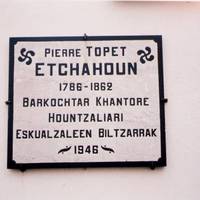 PIERRE TOPET
ETCHAHOUN
1786-1862
BARKOCHTAR KHANTORE
HOUNTZALIARI
ESKUALZALEEN BILTZARRAK
1946